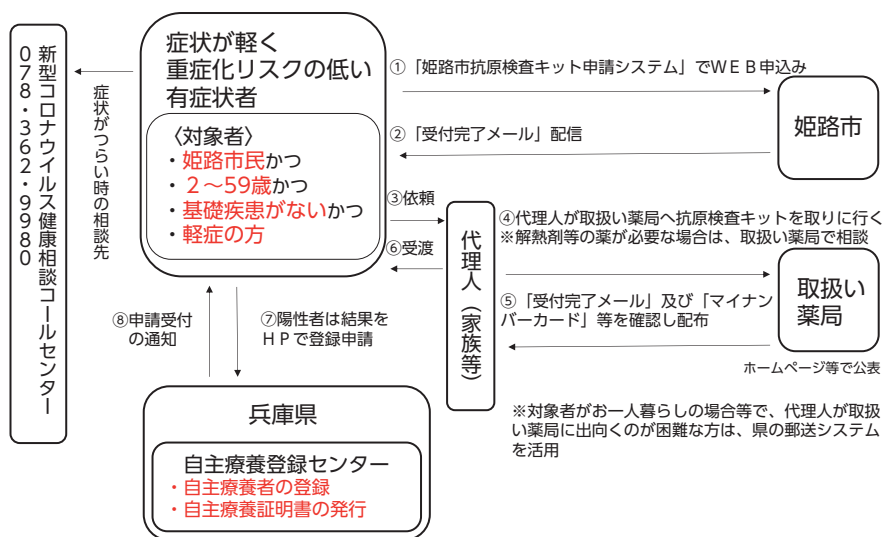 新型コロナウイルス健康相談コールセンター
078・362・9980
症状がつらい時の相談先
症状が軽く
重症化リスクの低い
有症状者
〈対象者〉
・姫路市民かつ
・２～59歳かつ
・基礎疾患がないかつ
・軽症の方
①「姫路市抗原検査キット申請システム」でＷＥＢ申込み
②「受付完了メール」配信
姫路市
③依頼
⑥受渡
代理人（家族等）
④代理人が取扱い薬局へ抗原検査キットを取りに行く
※解熱剤等の薬が必要な場合は、取扱い薬局で相談
⑤「受付完了メール」及び「マイナン
バーカード」等を確認し配布
取扱い
薬局
ホームページ等で公表
⑧申請受付
の通知
⑦陽性者は結果を
ＨＰで登録申請
兵庫県
自主療養登録センター
・自主療養者の登録
・自主療養証明書の発行
※対象者がお一人暮らしの場合等で、代理人が取扱
い薬局に出向くのが困難な方は、県の郵送システム
を活用